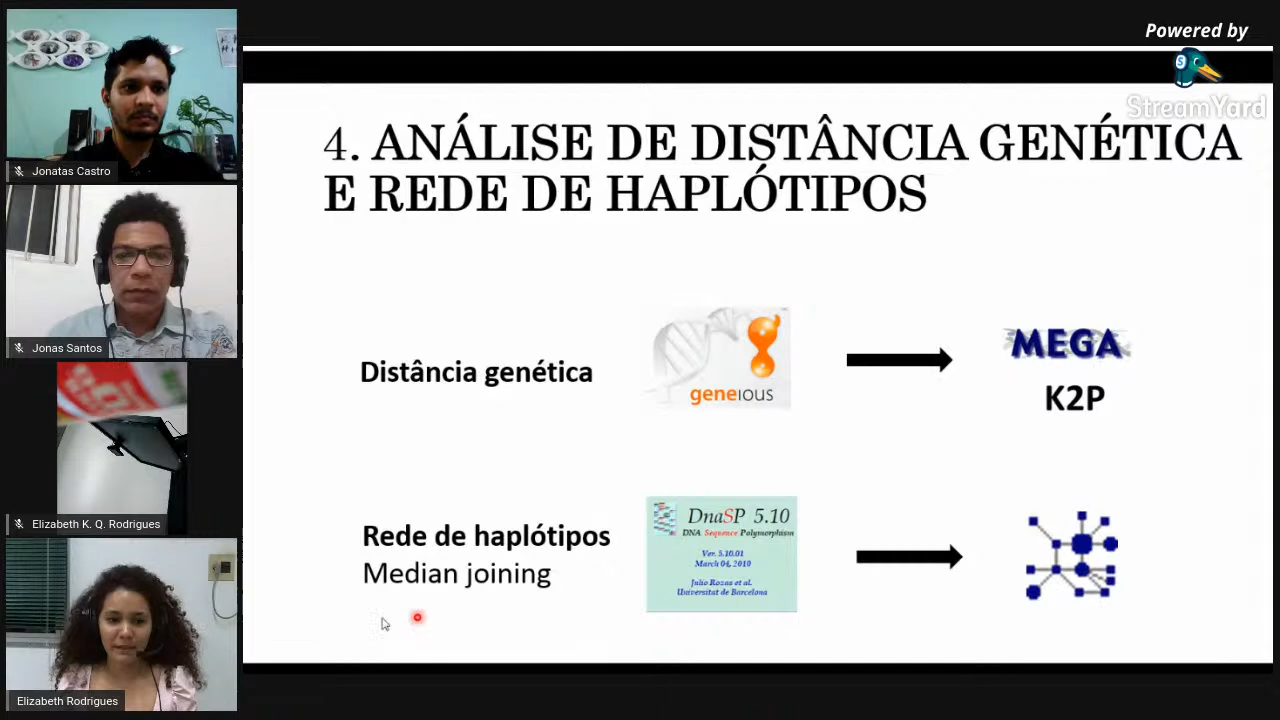 Powered by
StreamYard
Jonatas Castro
Jonas Santos
Elizabeth K. Q. Rodrigues
Elizabeth Rodrigues
4. ANÁLISE DE DISTÂNCIA GENÉTICA
E REDE DE HAPLÓTIPOS
Distância genética
geneious
MEGA
K2P
Rede de haplótipos
Median joining
DnaSP 5.10
DNA Sequence Polymorphism
Ver. 5.10.01
March 04, 2010
Julio Rozas et al.
Universitat de Barcelona